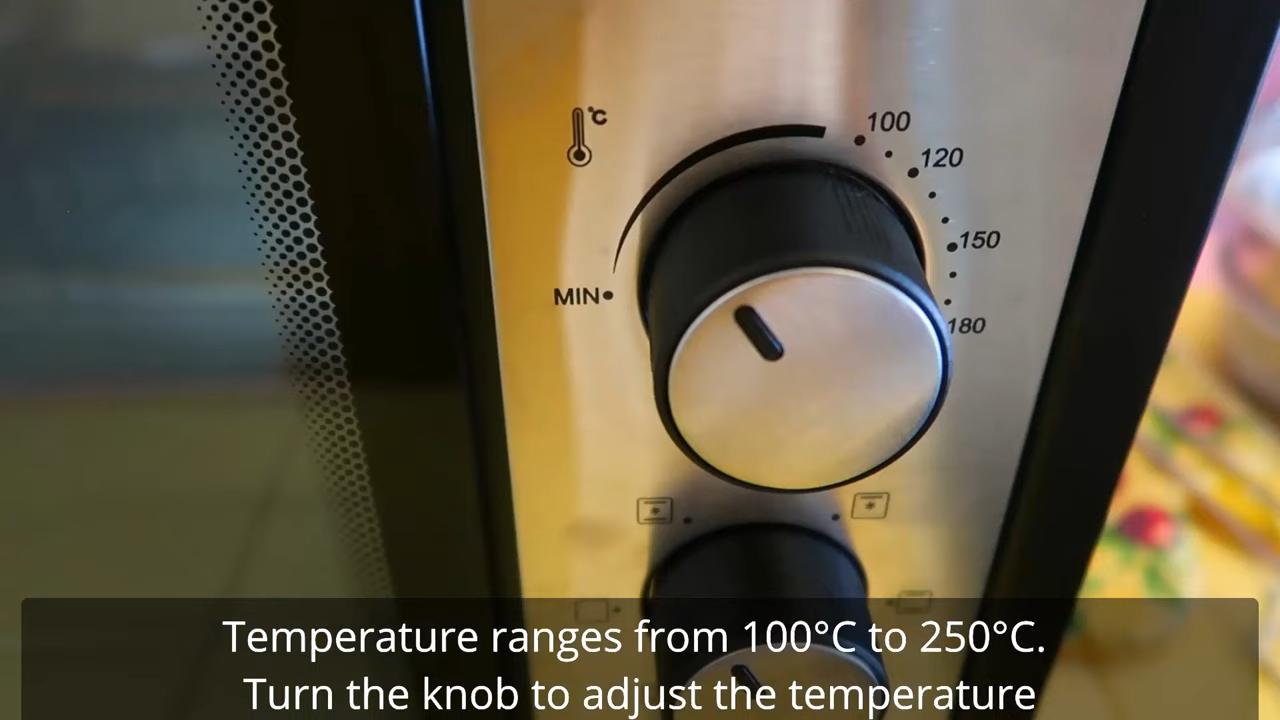 °C
100
120
150
MIN
180
Temperature ranges from 100°C to 250°C.
Turn the knob to adjust the temperature